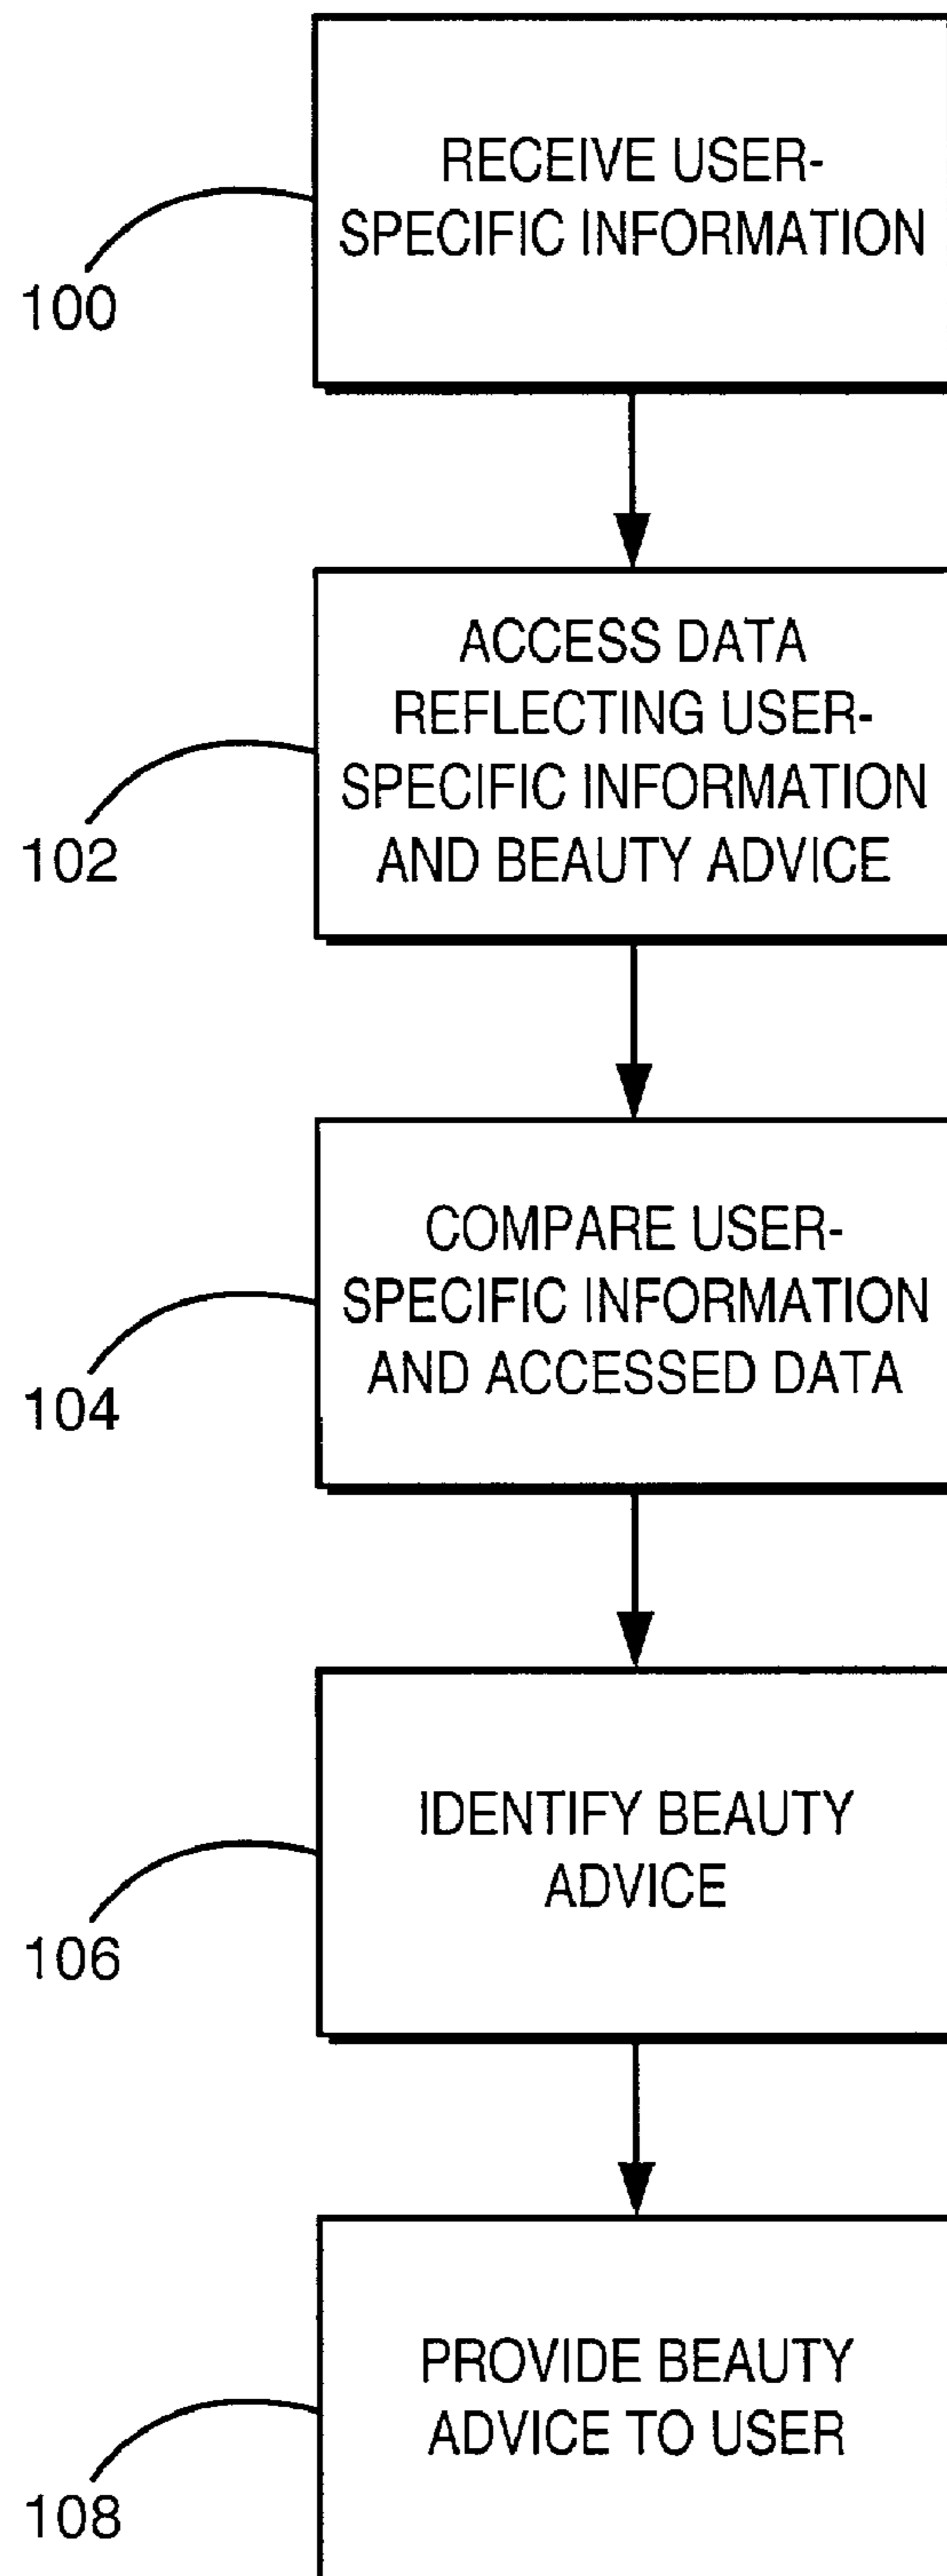 RECEIVE USER-
SPECIFIC INFORMATION
100
ACCESS DATA
REFLECTING USER-
SPECIFIC INFORMATION
AND BEAUTY ADVICE
102
COMPARE USER-
SPECIFIC INFORMATION
AND ACCESSED DATA
104
IDENTIFY BEAUTY
ADVICE
106
PROVIDE BEAUTY
ADVICE TO USER
108